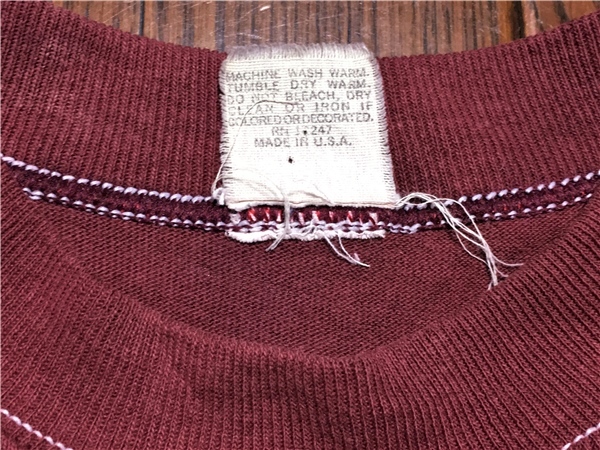 MACHINE WASH WARM.
TUMBLE DRY WARM.
DO NOT BLEACH, DRY
CLEAN OR IRON IF
COLORED OR DECORATED.
RN
MADE IN U.S.A.